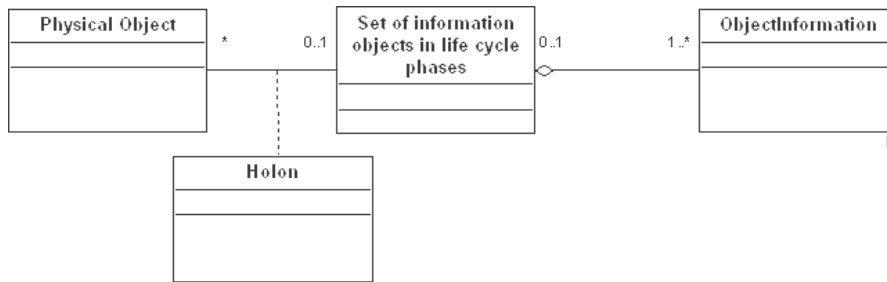 Physical Object
*
0..1
Set of information
objects in life cycle
phases
0..1
1..*
ObjectInformation
Holon